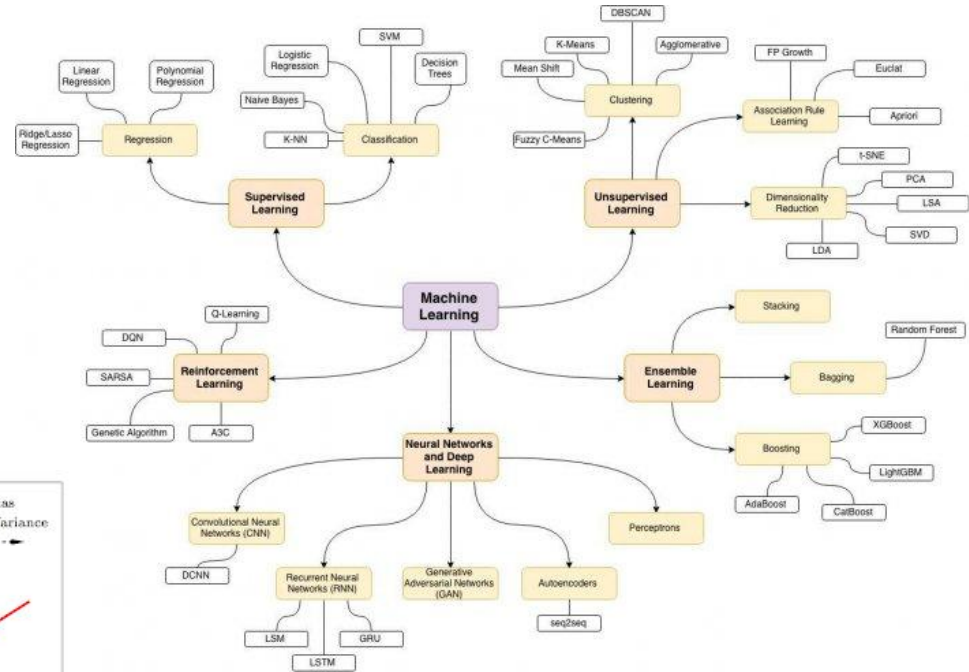 DBSCAN
SVM
K-Means
Agglomerative
Logistic
Regression
FP Growth
Linear
Regression
Polynomial
Regression
Decision
Trees
Mean Shift
Euclat
Clustering
Naive Bayes
Association Rule
Learning
Apriori
Ridge/Lasso
Regression
Regression
K-NN
Classification
Fuzzy C-Means
t-SNE
PCA
Supervised
Learning
Unsupervised
Learning
Dimensionality
Reduction
LSA
SVD
LDA
Machine
Learning
Stacking
Q-Learning
DQN
Random Forest
Reinforcement
Learning
SARSA
Ensemble
Learning
Bagging
Genetic Algorithm
A3C
XGBoost
Neural Networks
and Deep
Learning
Boosting
LightGBM
AdaBoost
CatBoost
as
Variance
Convolutional Neural
Networks (CNN)
Perceptrons
DCNN
Recurrent Neural
Networks (RNN)
Generative
Adversarial Networks
(GAN)
Autoencoders
seq2seq
LSM
GRU
LSTM